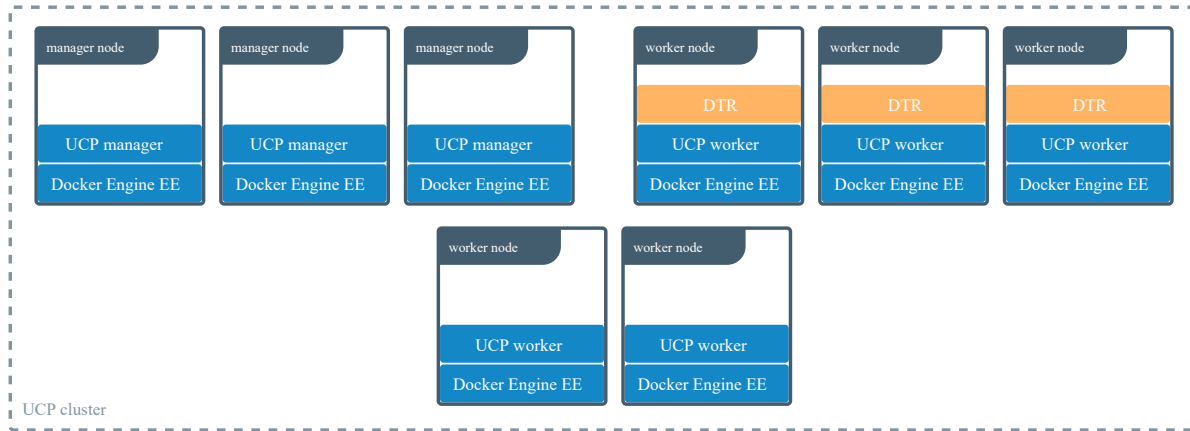 manager node
manager node
manager node
worker node
worker node
worker node
DTR
DTR
DTR
UCP manager
UCP manager
UCP manager
UCP worker
UCP worker
UCP worker
Docker Engine EE
Docker Engine EE
Docker Engine EE
Docker Engine EE
Docker Engine EE
Docker Engine EE
worker node
worker node
UCP worker
UCP worker
Docker Engine EE
Docker Engine EE
UCP cluster